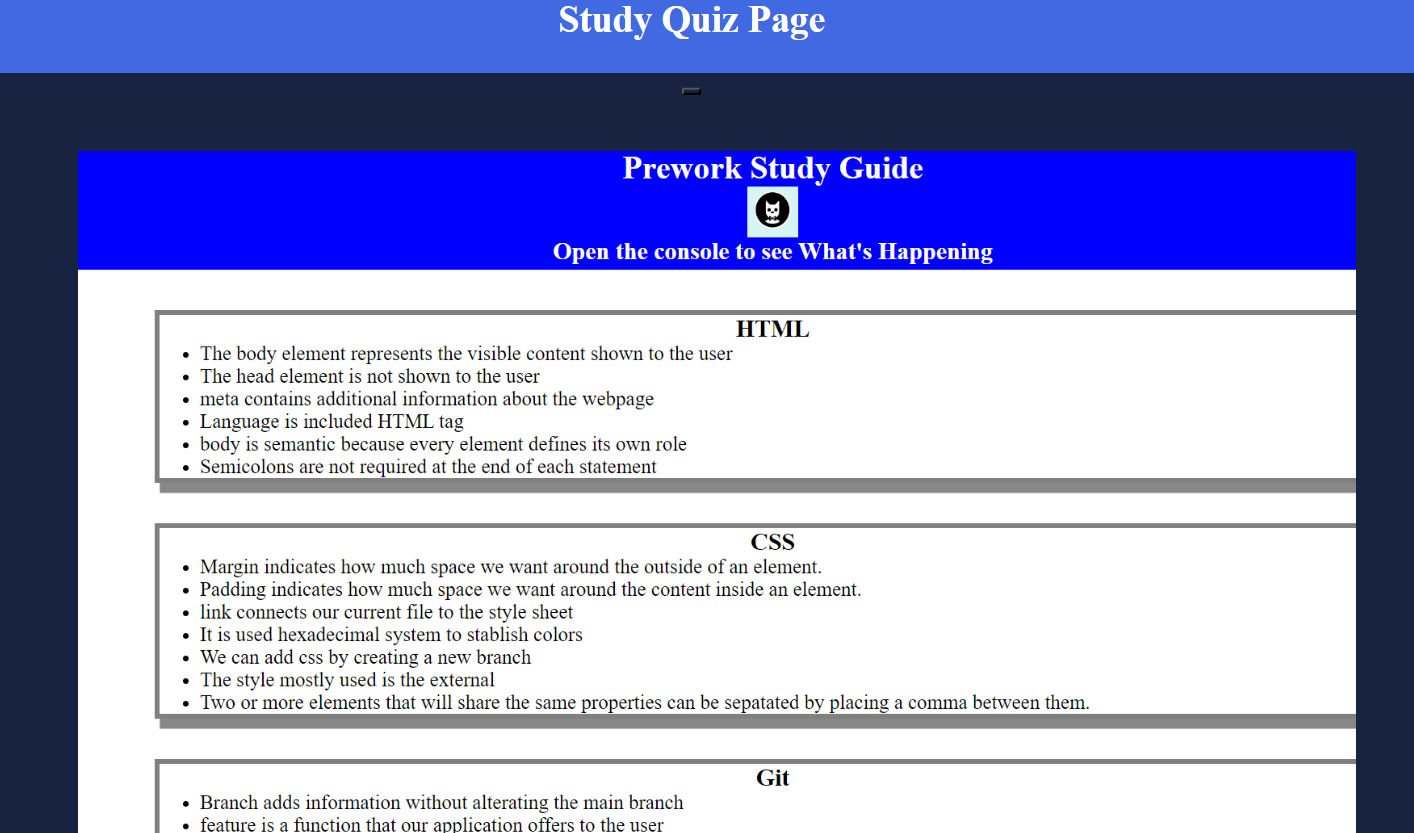 Study Quiz Page
Prework Study Guide
Open the console to see What's Happening
HTML
The body element represents the visible content shown to the user
The head element is not shown to the user
meta contains additional information about the webpage
Language is included HTML tag
body is semantic because every element defines its own role
Semicolons are not required at the end of each statement
CSS
Margin indicates how much space we want around the outside of an element.
Padding indicates how much space we want around the content inside an element.
link connects our current file to the style sheet
It is used hexadecimal system to stablish colors
We can add css by creating a new branch
The style mostly used is the external
Two or more elements that will share the same properties can be sepatated by placing a comma between them.
Git
Branch adds information without alterating the main branch
feature is a function that our application offers to the user